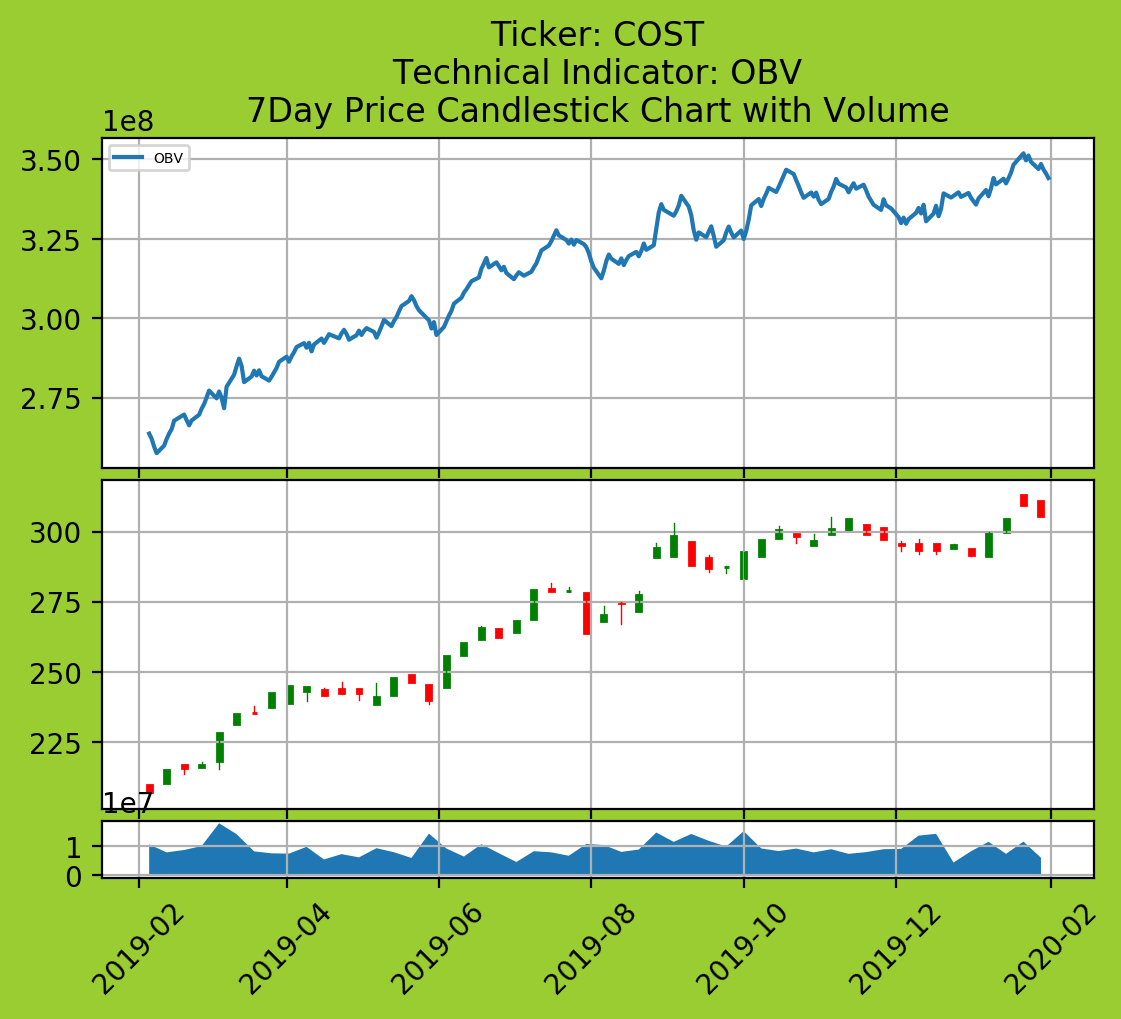 Ticker: COST
Technical Indicator: OBV
7Day Price Candlestick Chart with Volume
1e8
OBV
3.50
3.25
3.00
2.75
300
275
250
225
1e7
1
0
2019-02
2019-04
2019-06
2019-08
2019-10
2019-12
2020-02